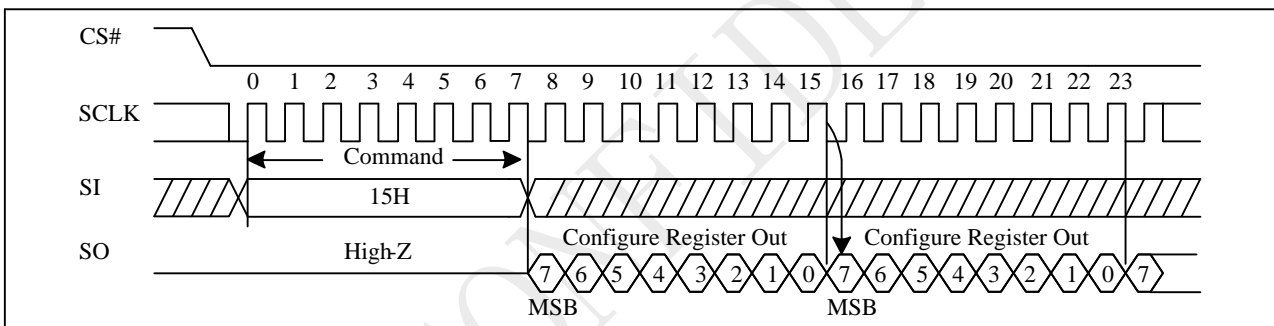 CS#
0 1 2 3 4 5 6 7 8 9 10 11 12 13 14 15 16 17 18 19 20 21 22 23
SCLK
Command
SI
15H
SO
High-Z
Configure Register Out
Configure Register Out
7 6 5 4 3 2 1 0 7 6 5 4 3 2 1 0 7
MSB
MSB